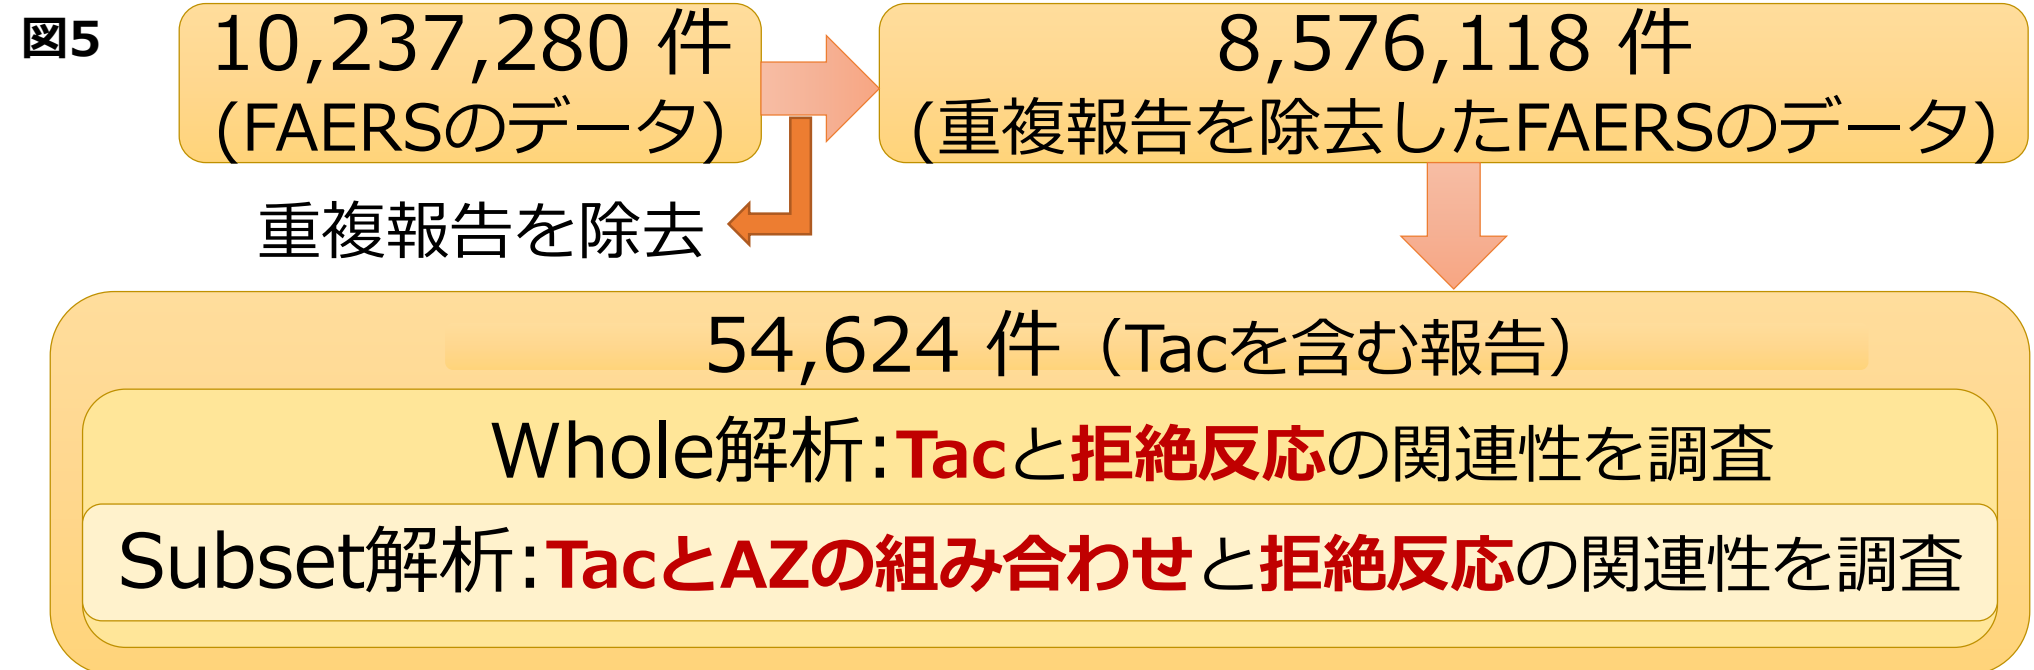 図5
10,237,280 件
(FAERSのデータ)
8,576,118 件
(重複報告を除去したFAERSのデータ)
重複報告を除去
54,624 件（Tacを含む報告）
Whole解析:Tacと拒絶反応の関連性を調査
Subset解析:TacとAZの組み合わせと拒絶反応の関連性を調査